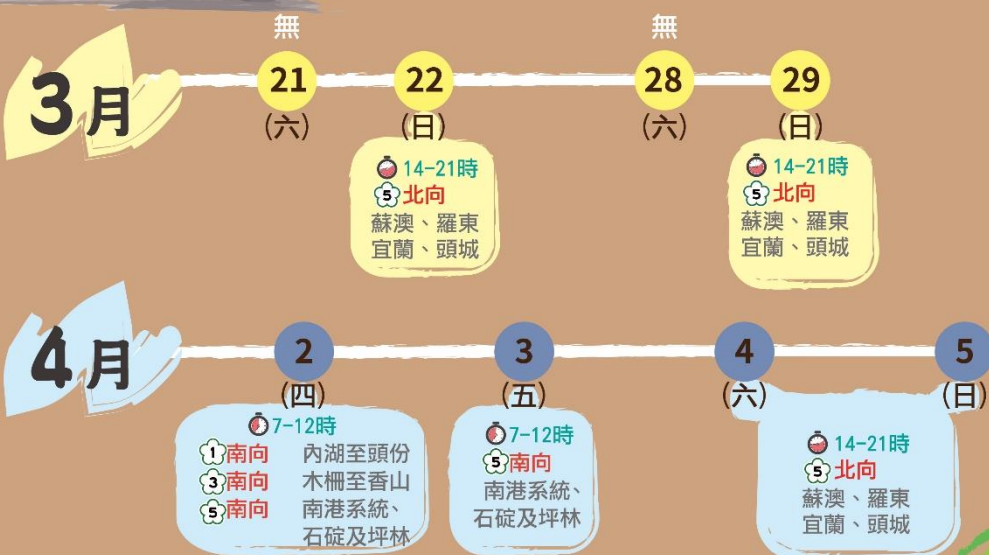 3月
無
21
(六)
22
(日)
14-21時
5 北向
蘇澳、羅東
宜蘭、頭城
無
28
(六)
29
(日)
14-21時
5 北向
蘇澳、羅東
宜蘭、頭城
4月
2
(四)
7-12時
1 南向 內湖至頭份
3 南向 木柵至香山
5 南向 南港系統、
石碇及坪林
3
(五)
7-12時
5 南向
南港系統、
石碇及坪林
4
(六)
5
(日)
14-21時
5 北向
蘇澳、羅東
宜蘭、頭城